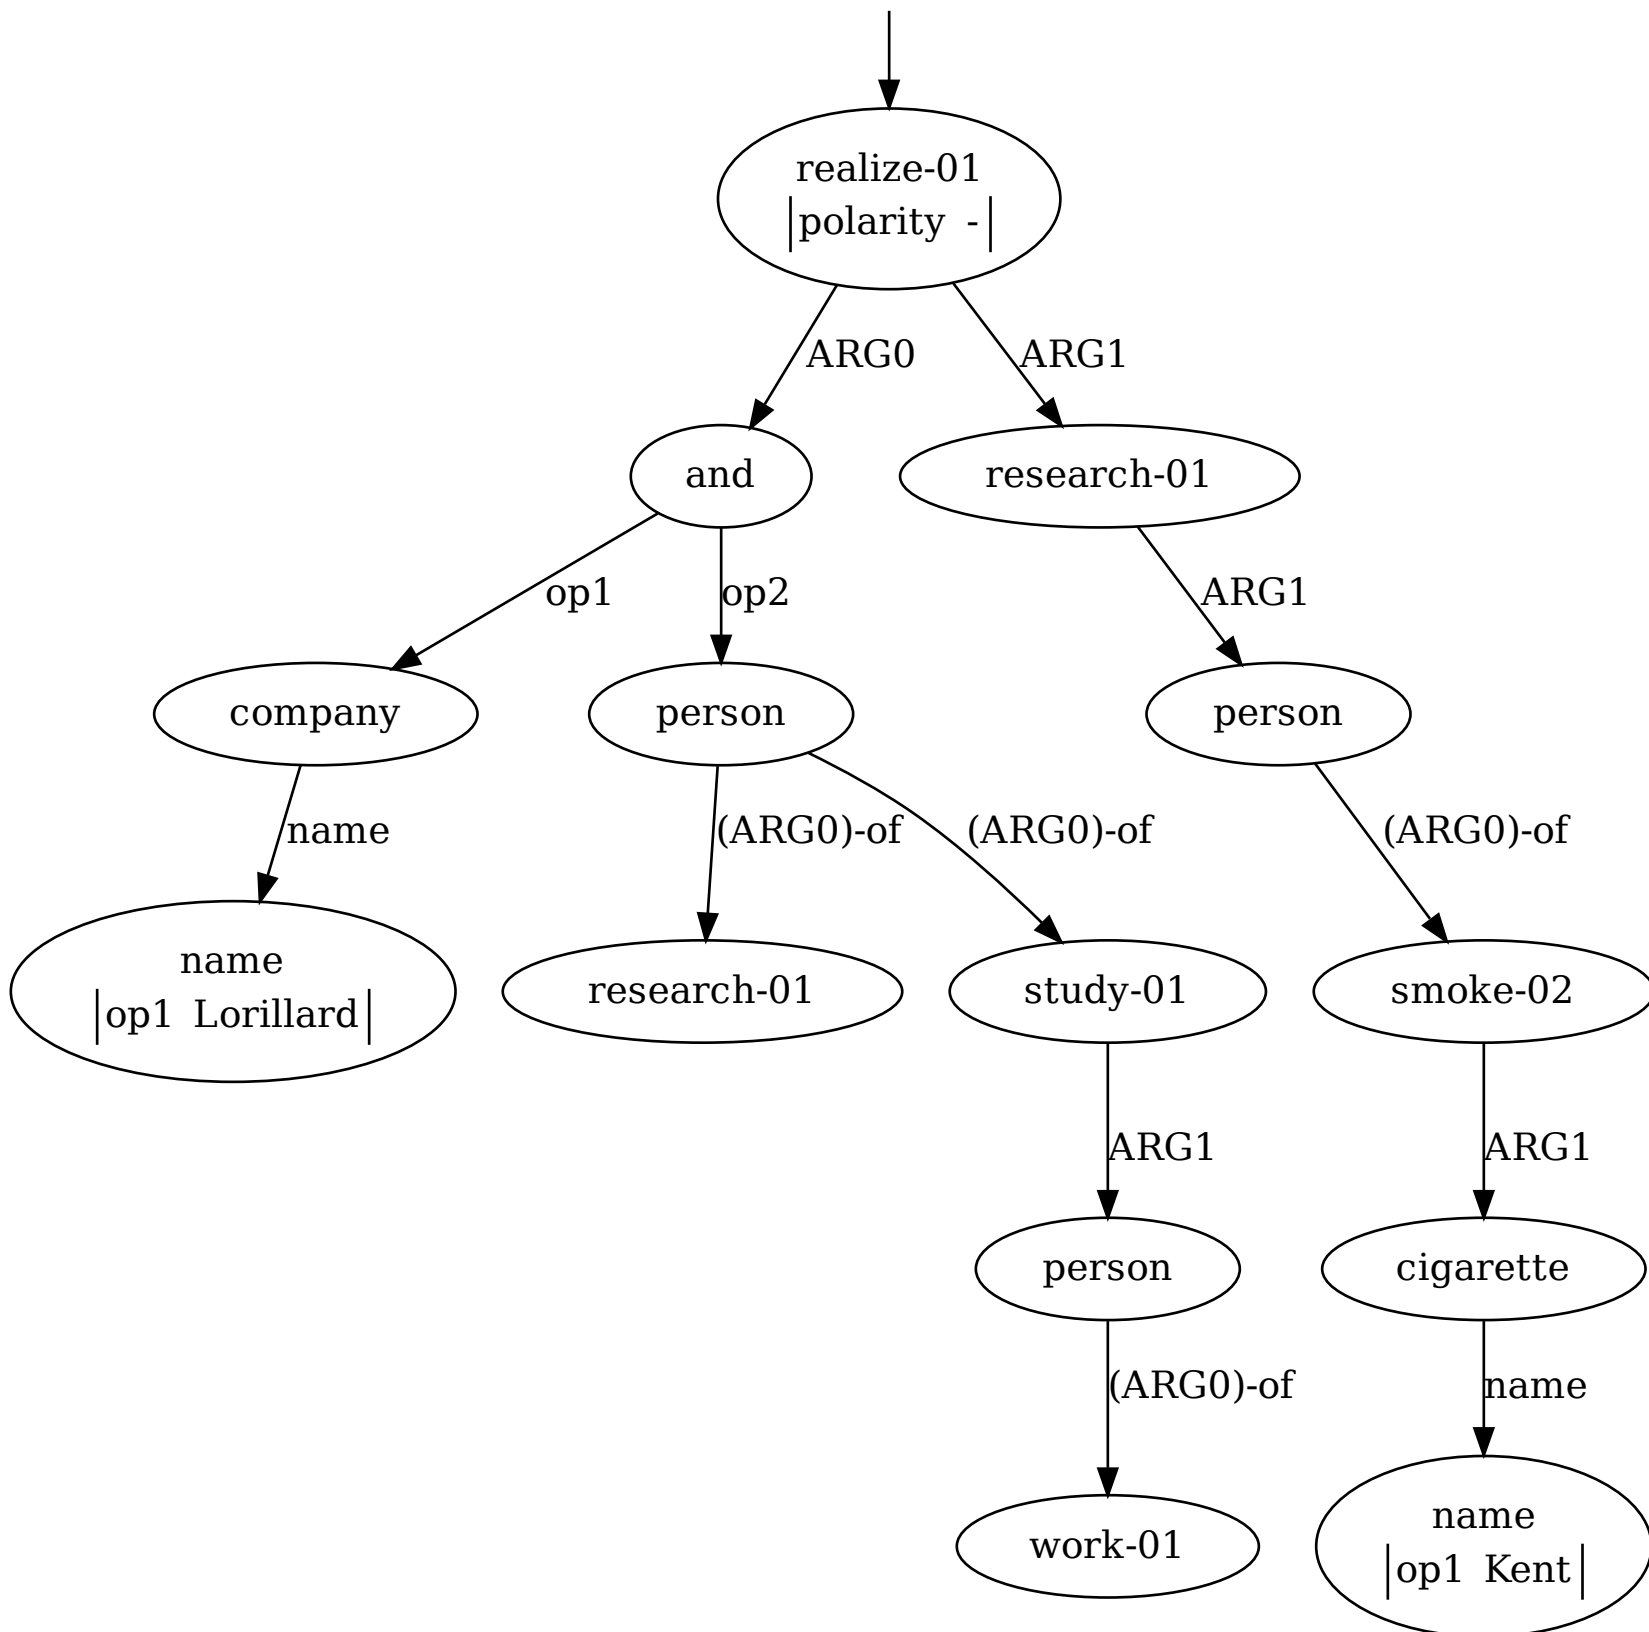 realize-01
|polarity -|
ARG0
ARG1
and
research-01
op1
op2
ARG1
company
person
person
name
(ARG0)-of
(ARG0)-of
(ARG0)-of
name
|op1 Lorillard|
research-01
study-01
smoke-02
ARG1
ARG1
person
cigarette
(ARG0)-of
name
work-01
name
|op1 Kent|